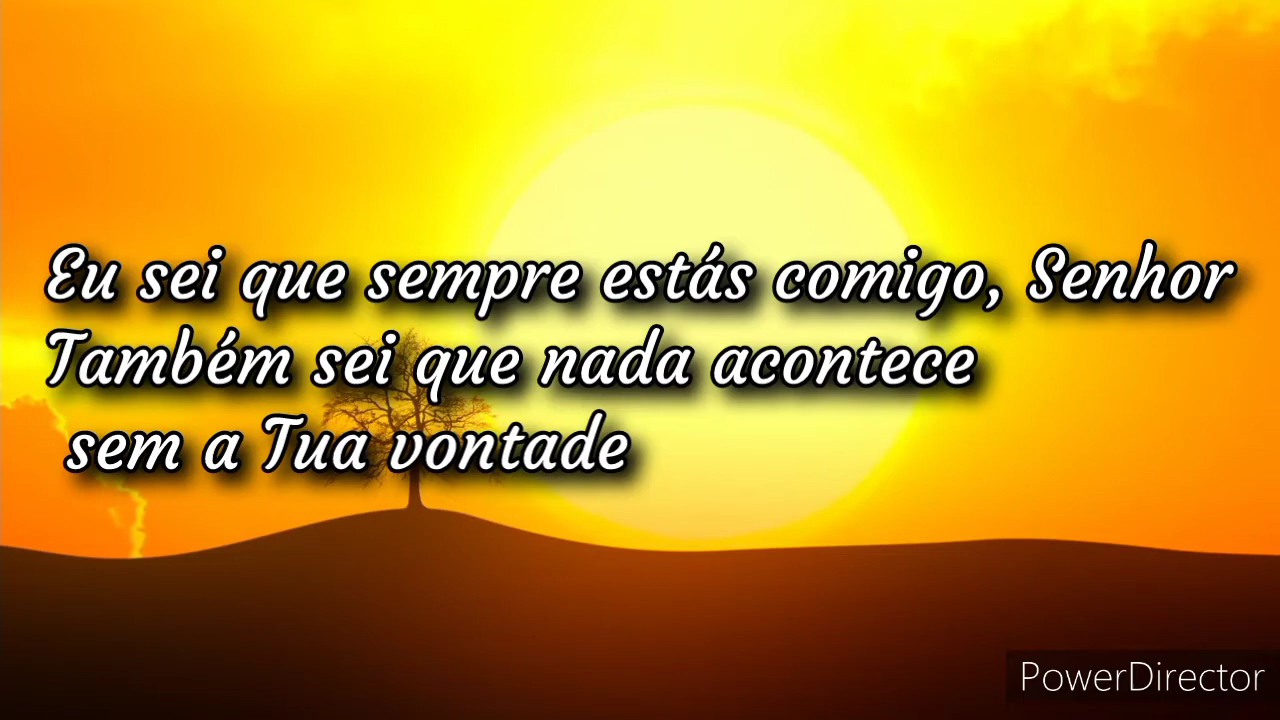 Eu sei que sempre estás comigo, Senhor
Também sei que nada acontece
sem a Tua vontade
PowerDirector